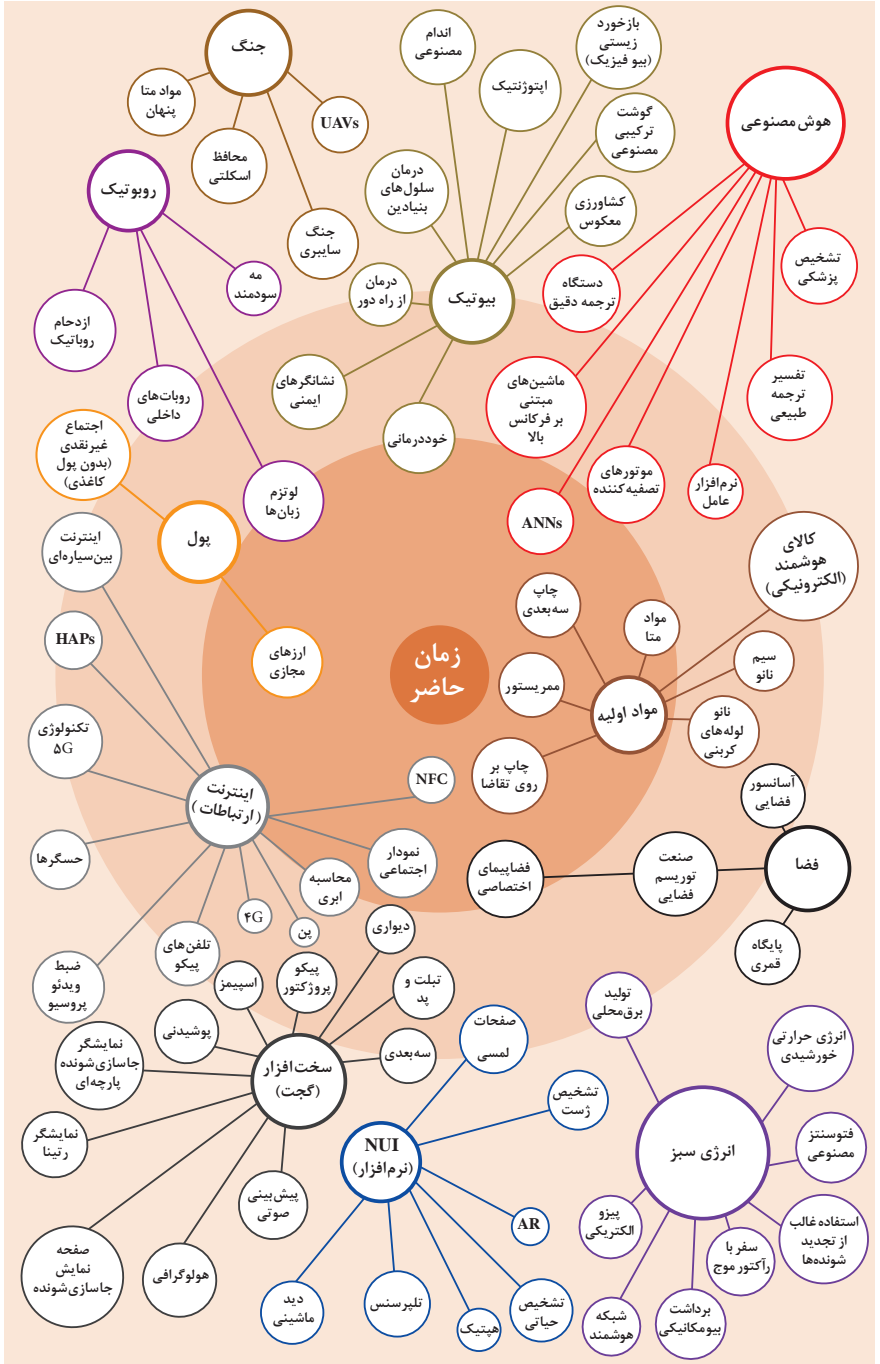 جنگ
مواد متا
پنهان
محافظ
اسکلتی
جنگ
سایبری
UAVs
روبوتیک
ازدحام
روباتیک
روبات‌های
داخلی
لوتزم
زبان‌ها
مه
سودمند
بیوتیک
اندام
مصنوعی
اپتوژنتیک
بازخورد
زیستی
(بیو فیزیک)
گوشت
ترکیبی
مصنوعی
کشاورزی
معکوس
درمان
سلول‌های
بنیادین
درمان
از راه دور
نشانگرهای
ایمنی
خوددرمانی
هوش مصنوعی
تشخیص
پزشکی
تفسیر
ترجمه
طبیعی
نرم‌افزار
عامل
موتورهای
تصفیه‌کننده
ANNs
ماشین‌های
مبتنی
بر فرکانس
بالا
دستگاه
ترجمه دقیق
پول
اجتماع
غیرنقدی
(بدون پول
کاغذی)
ارزهای
مجازی
زمان
حاضر
مواد اولیه
چاپ
سه‌بعدی
مواد
متا
کالای
هوشمند
(الکترونیکی)
سیم
نانو
نانو
لوله‌های
کربنی
ممریستور
چاپ بر
روی تقاضا
اینترنت
(ارتباطات)
اینترنت
بین‌سیاره‌ای
HAPs
تکنولوژی
۵G
حسگرها
ضبط
ویدئو
پروسیو
تلفن‌های
پیکو
۴G
پن
محاسبه
ابری
نمودار
اجتماعی
NFC
فضا
آسانسور
فضایی
صنعت
توریسم
فضایی
فضاپیمای
اختصاصی
پایگاه
قمری
سخت‌افزار
(گجت)
دیواری
پیکو
پروژکتور
اسپیمز
تبلت و
پد
سه‌بعدی
پوشیدنی
نمایشگر
جاسازی‌شونده
پارچه‌ای
نمایشگر
رتینا
صفحه
نمایش
جاسازی‌شونده
هولوگرافی
پیش‌بینی
صوتی
NUI
(نرم‌افزار)
صفحات
لمسی
تشخیص
ژست
AR
تشخیص
حیاتی
هپتیک
تلپرسنس
دید
ماشینی
انرژی سبز
تولید
برق‌محلی
انرژی حرارتی
خورشیدی
فتوسنتز
مصنوعی
استفاده غالب
از تجدید
شونده‌ها
سفر با
رآکتور موج
برداشت
بیومکانیکی
شبکه
هوشمند
پیزو
الکتریکی